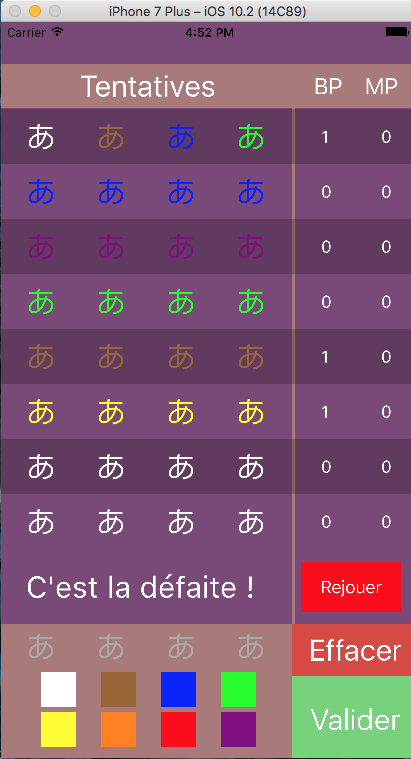 iPhone 7 Plus – iOS 10.2 (14C89)
Carrier 4:52 PM
Tentatives BP MP
あ あ あ あ 1 0
あ あ あ あ 0 0
あ あ あ あ 0 0
あ あ あ あ 0 0
あ あ あ あ 1 0
あ あ あ あ 1 0
あ あ あ あ 0 0
あ あ あ あ 0 0
C'est la défaite ! Rejouer
あ あ あ あ Effacer
Valider